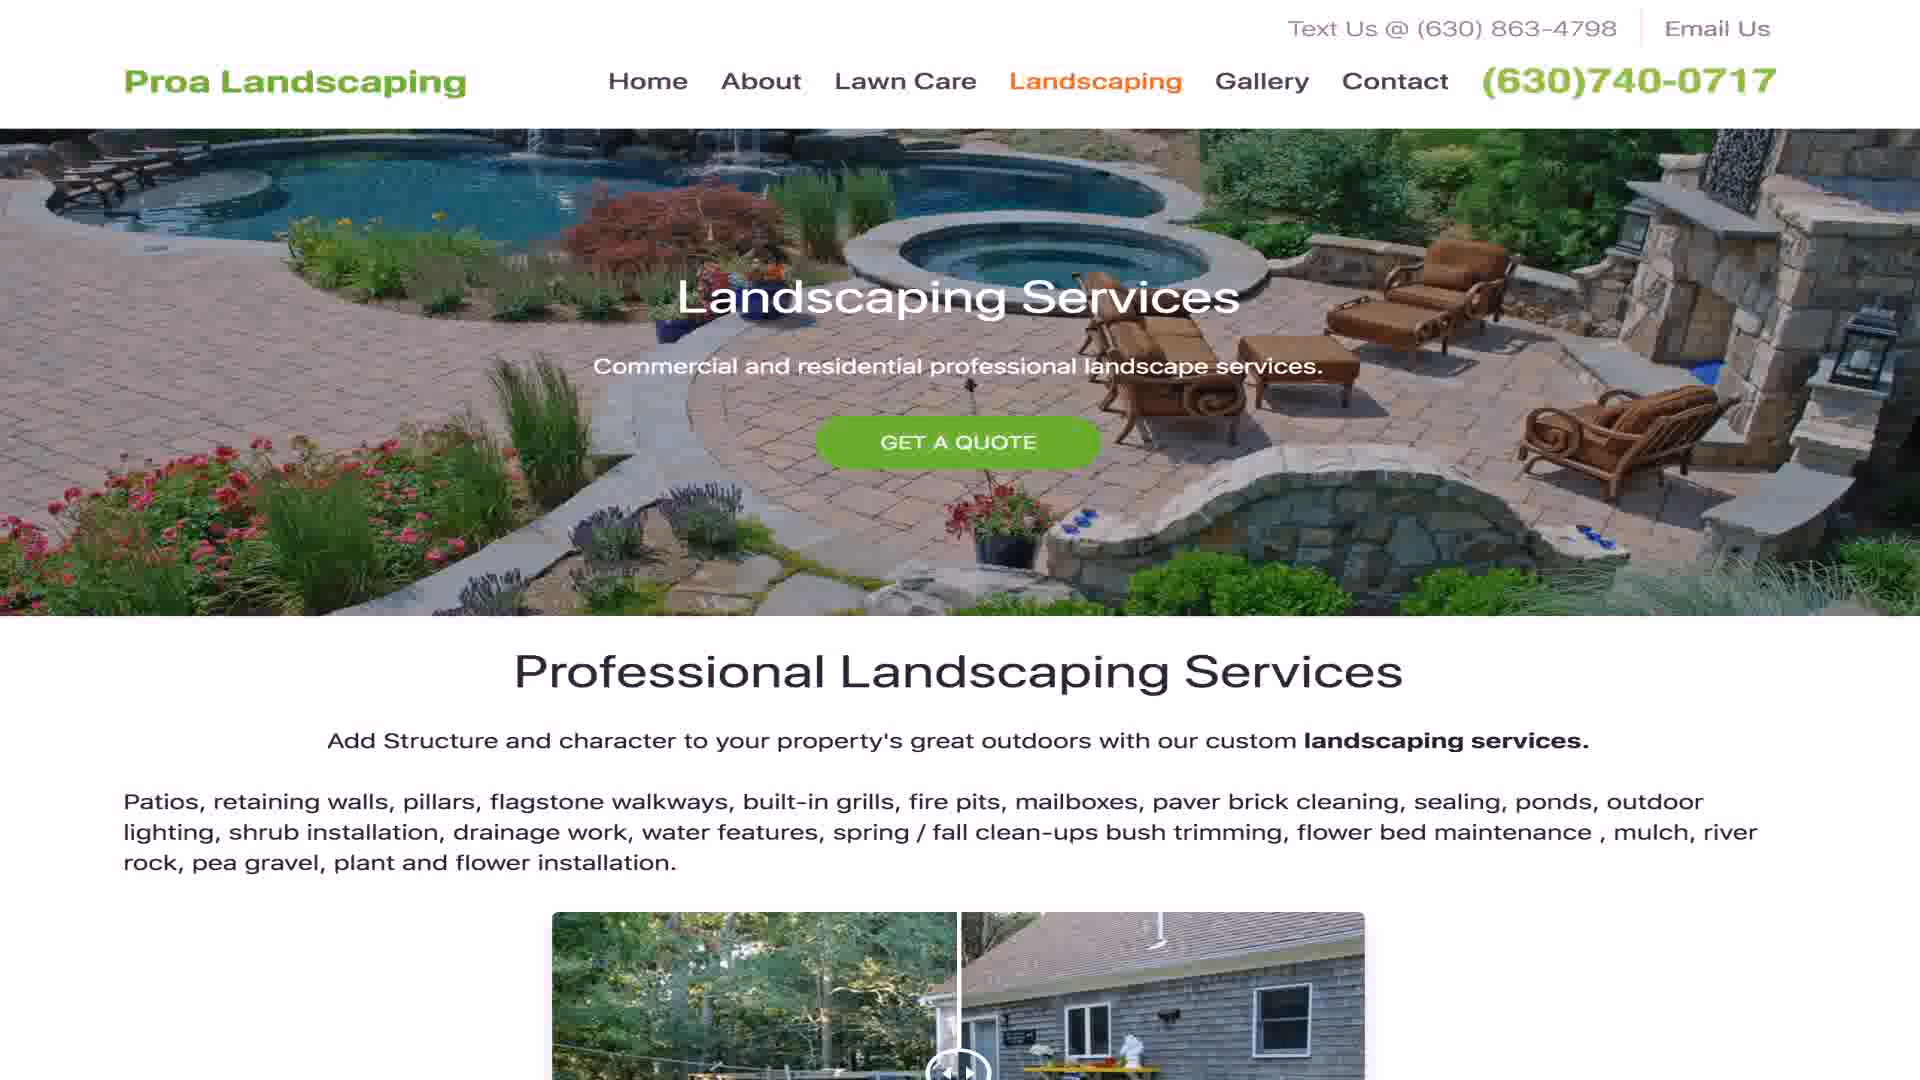 Text Us @ (630) 863-4798
Email Us
Proa Landscaping
Home
About
Lawn Care
Landscaping
Gallery
Contact
(630)740-0717
Landscaping Services
Commercial and residential professional landscape services.
GET A QUOTE
Professional Landscaping Services
Add Structure and character to your property's great outdoors with our custom landscaping services.
Patios, retaining walls, pillars, flagstone walkways, built-in grills, fire pits, mailboxes, paver brick cleaning, sealing, ponds, outdoor
lighting, shrub installation, drainage work, water features, spring / fall clean-ups bush trimming, flower bed maintenance , mulch, river
rock, pea gravel, plant and flower installation.